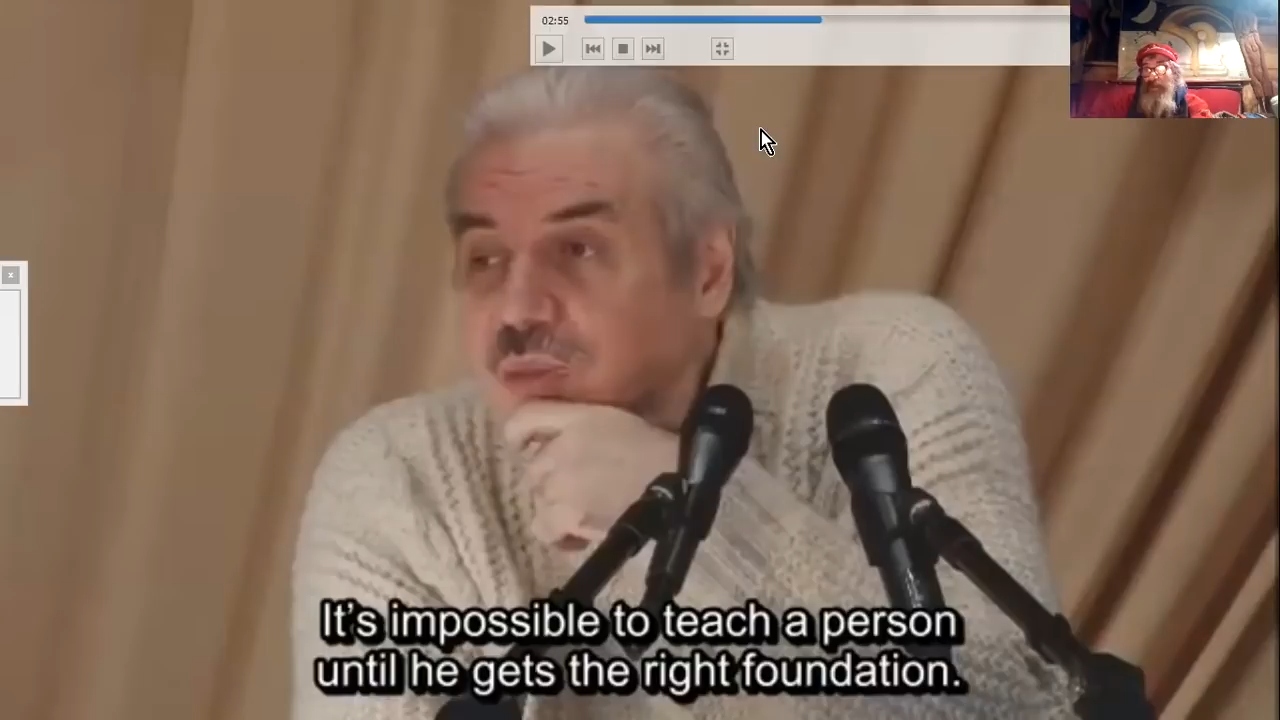 02:55
x
It's impossible to teach a person
until he gets the right foundation.